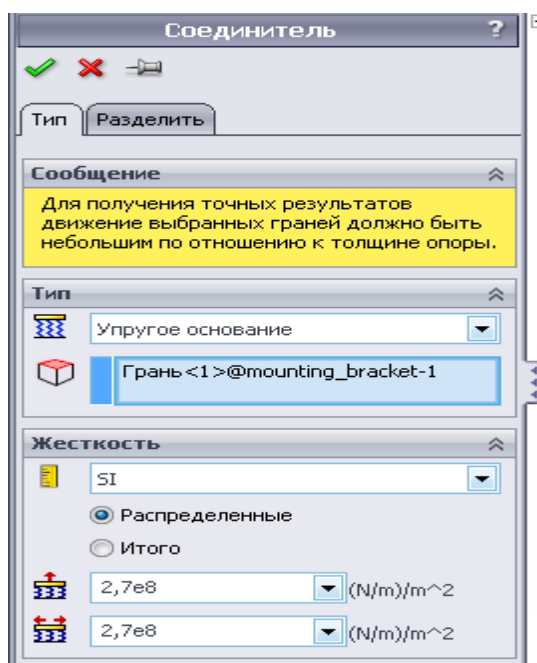 Соединитель ?
Тип Разделить
Сообщение
Для получения точных результатов
движение выбранных граней должно быть
небольшим по отношению к толщине опоры.
Тип
Упругое основание
Грань<1>@mounting_bracket-1
Жесткость
SI
Распределенные
Итого
2,7e8 (N/m)/m^2
2,7e8 (N/m)/m^2